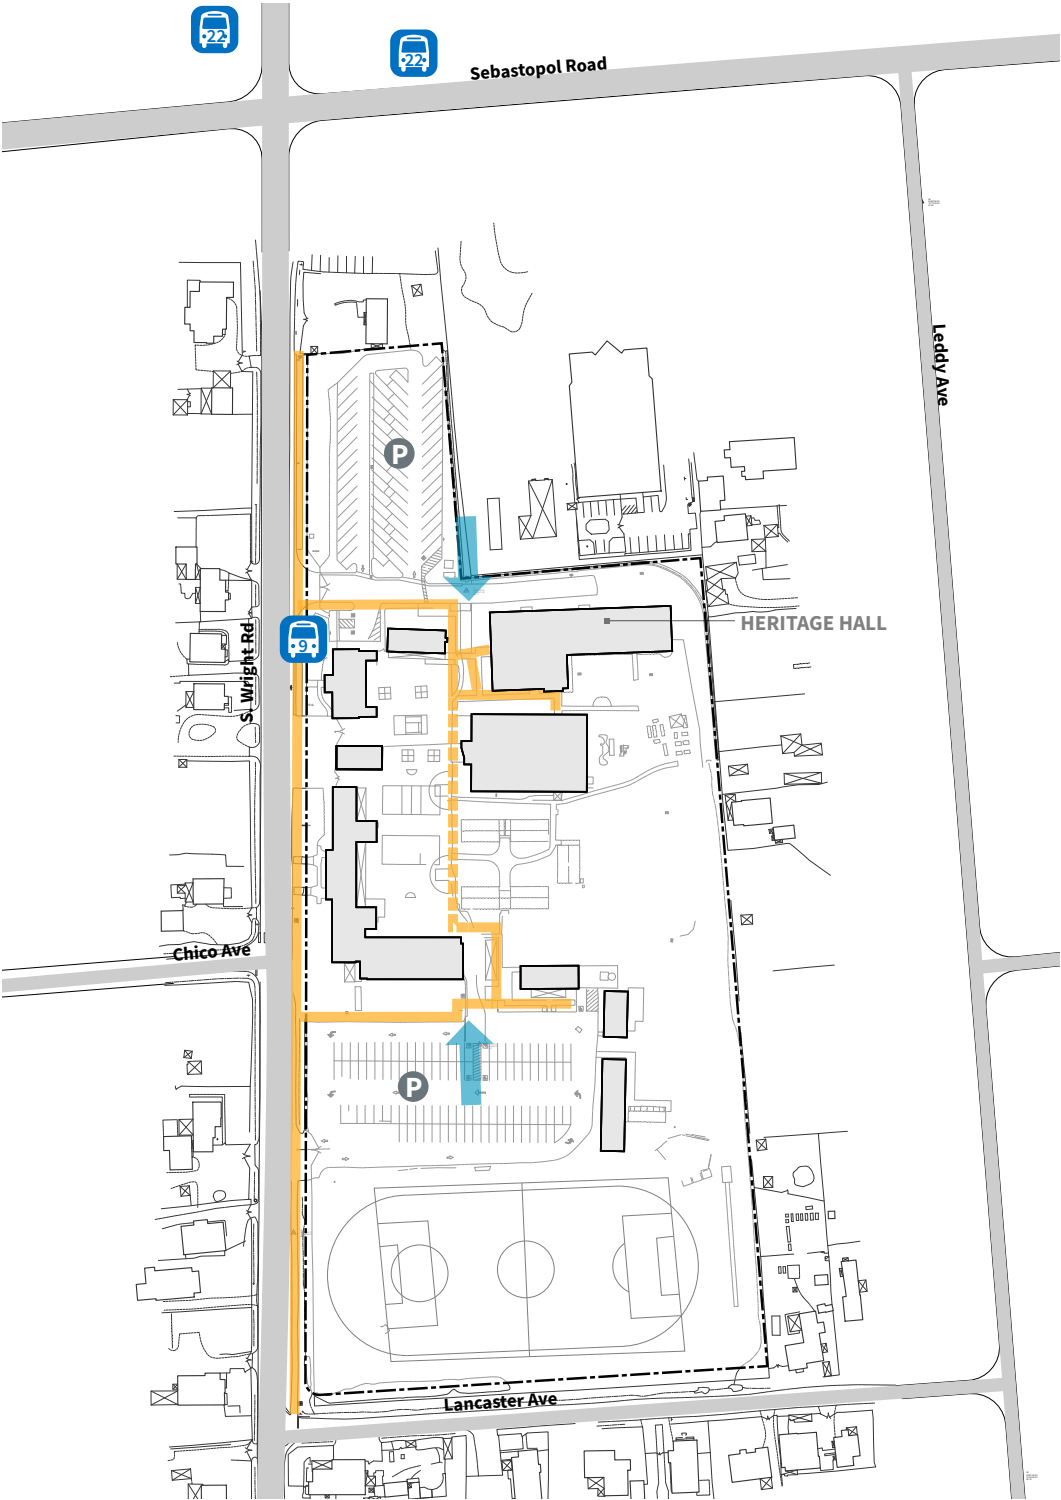 22
22
Sebastopol Road
Leddy Ave
P
HERITAGE HALL
9
S. Wright Rd
Chico Ave
P
Lancaster Ave